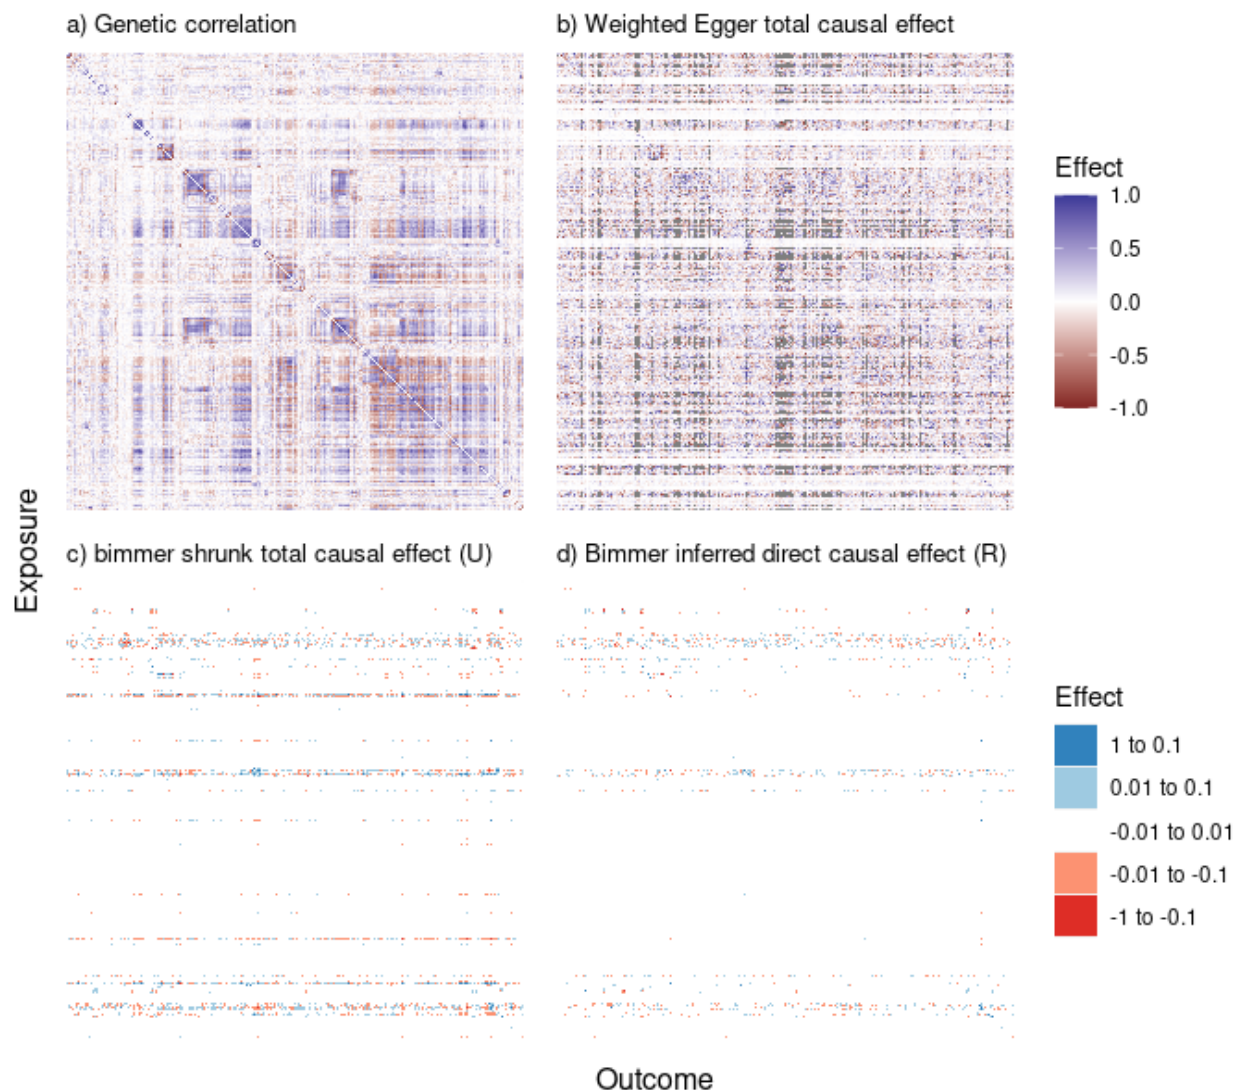 a) Genetic correlation
b) Weighted Egger total causal effect
Effect
1.0
0.5
0.0
-0.5
-1.0
Exposure
c) bimmer shrunk total causal effect (U)
d) Bimmer inferred direct causal effect (R)
Effect
1 to 0.1
0.01 to 0.1
-0.01 to 0.01
-0.01 to -0.1
-1 to -0.1
Outcome